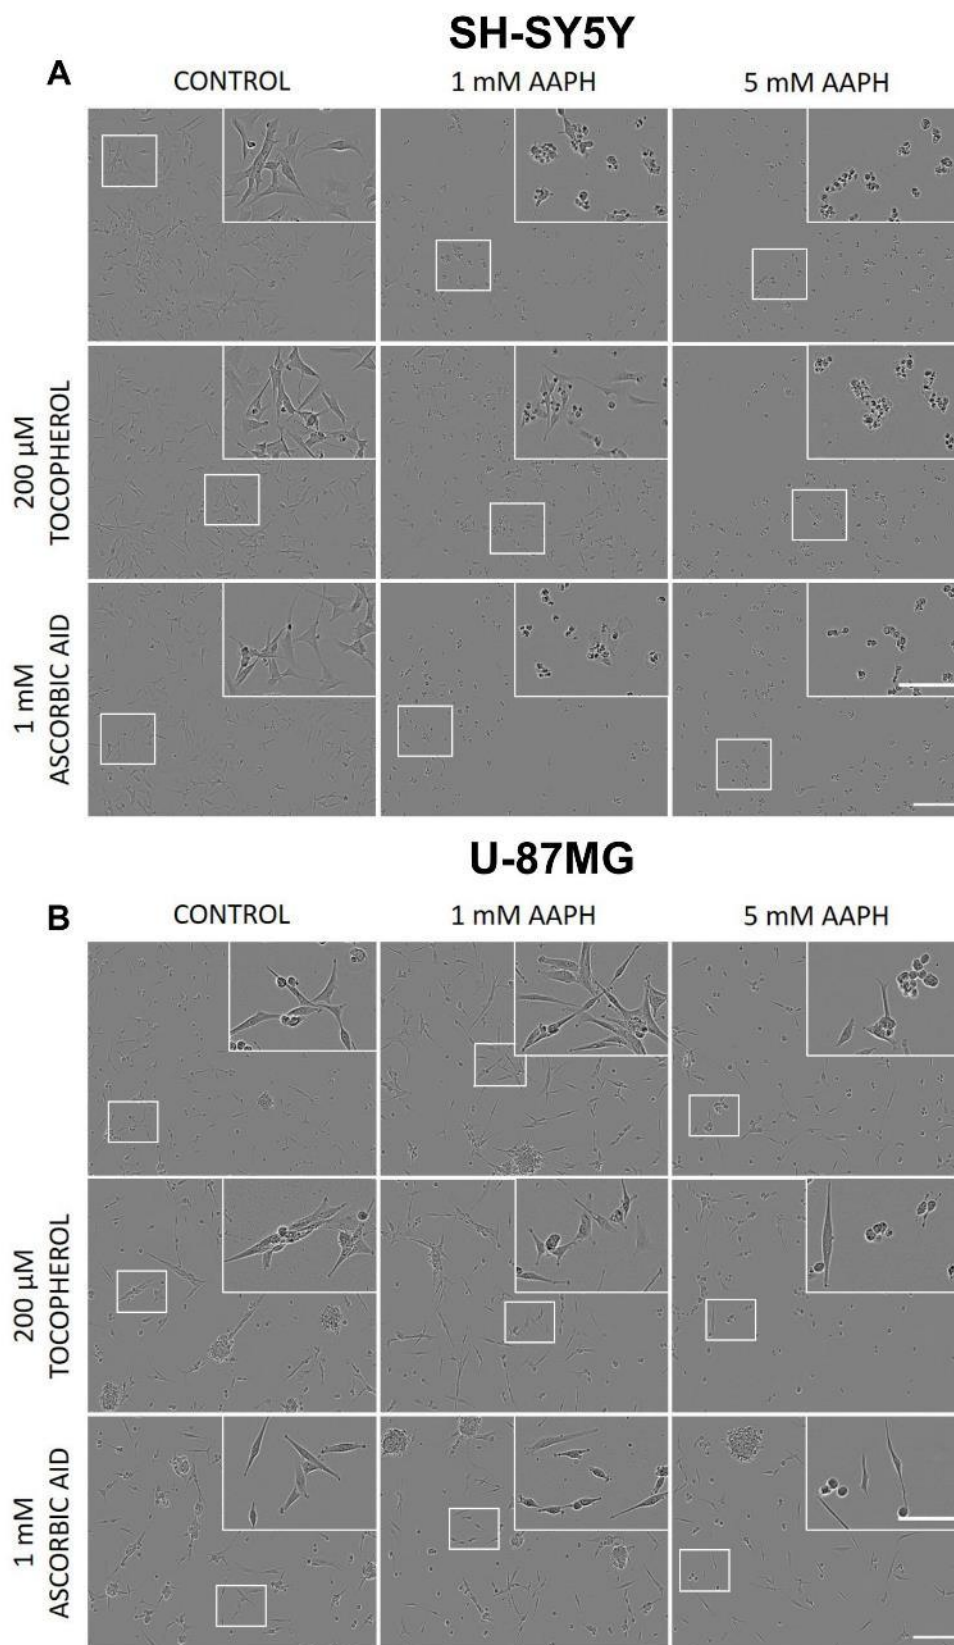 SH-SY5Y
A
CONTROL
1 mM AAPH
5 mM AAPH
200 µM
TOCOPHEROL
1 mM
ASCORBIC AID
U-87MG
B
CONTROL
1 mM AAPH
5 mM AAPH
200 µM
TOCOPHEROL
1 mM
ASCORBIC AID